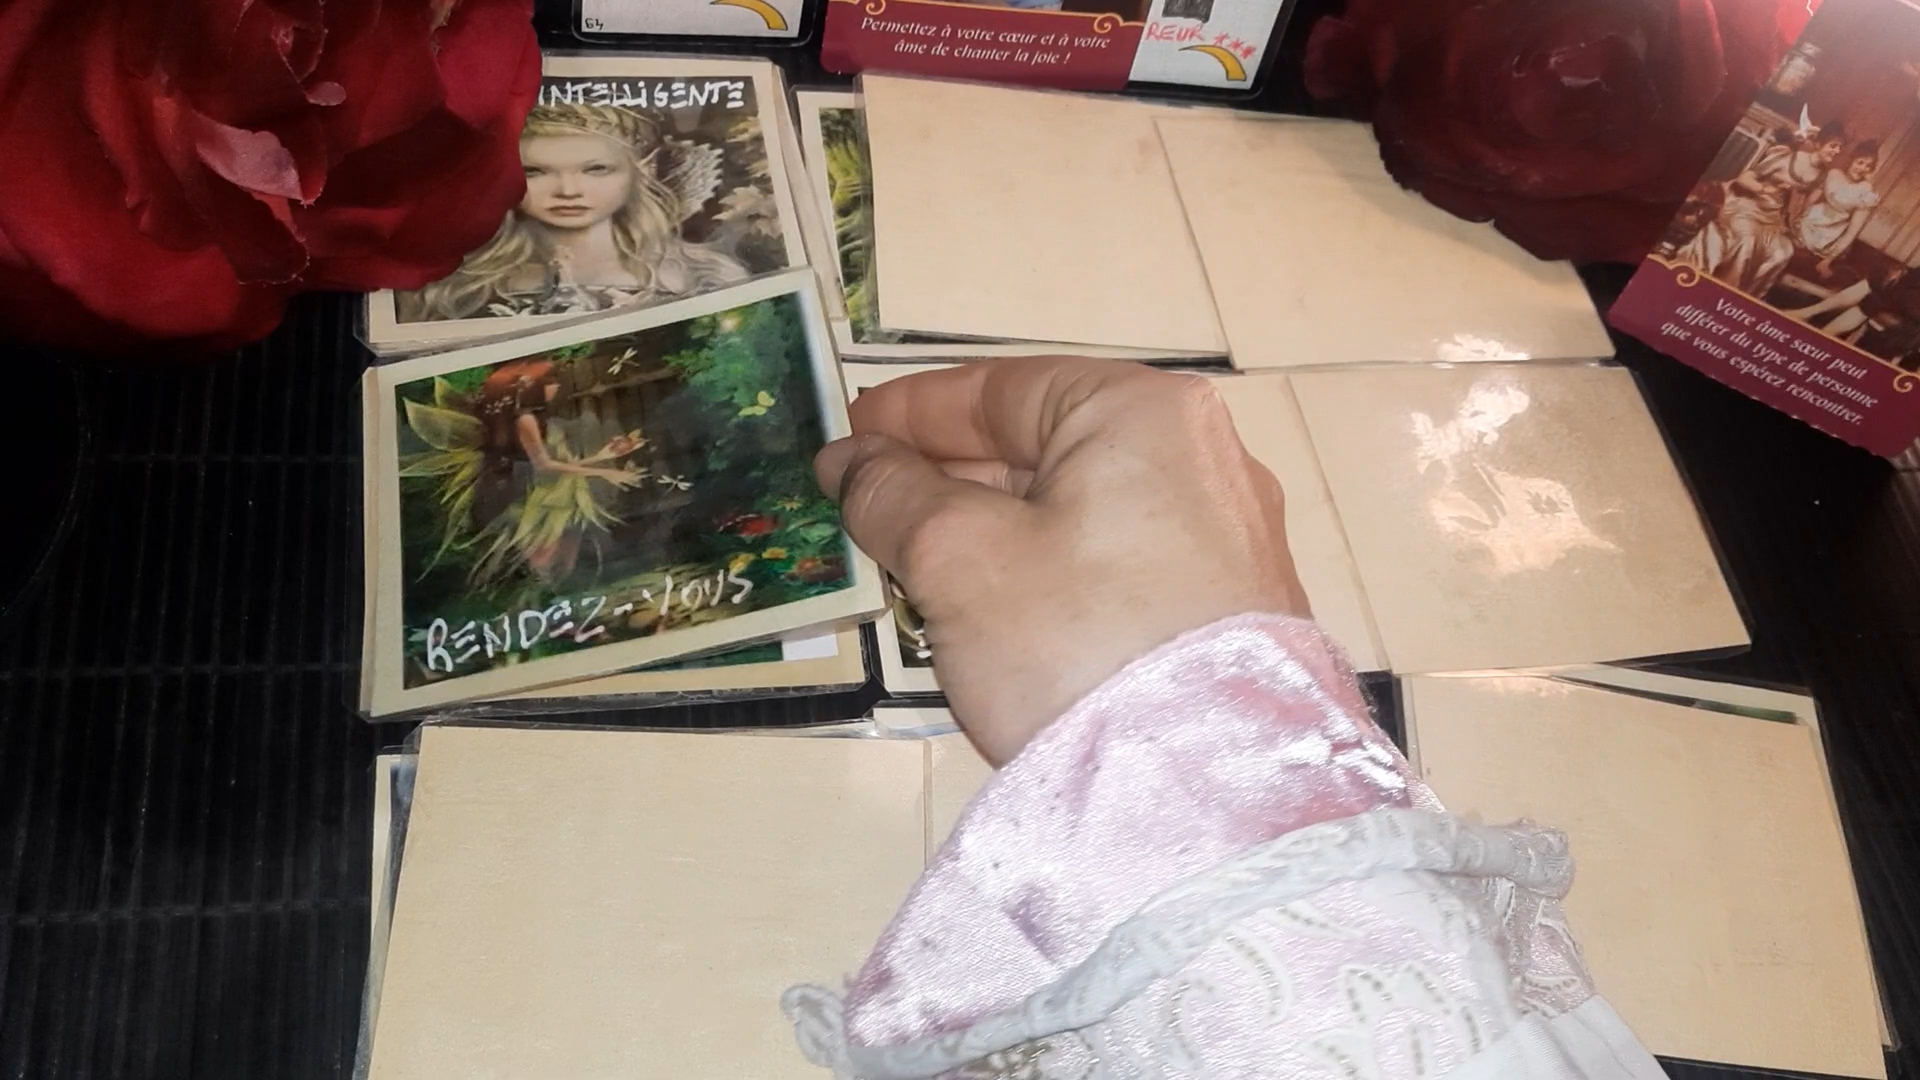 64
Permettez à votre cœur et à votre
âme de chanter la joie !
REUR ***
INTELLIGENTE
Votre âme sœur peut
différer du type de personne
que vous espérez rencontrer.
RENDEZ-VOUS